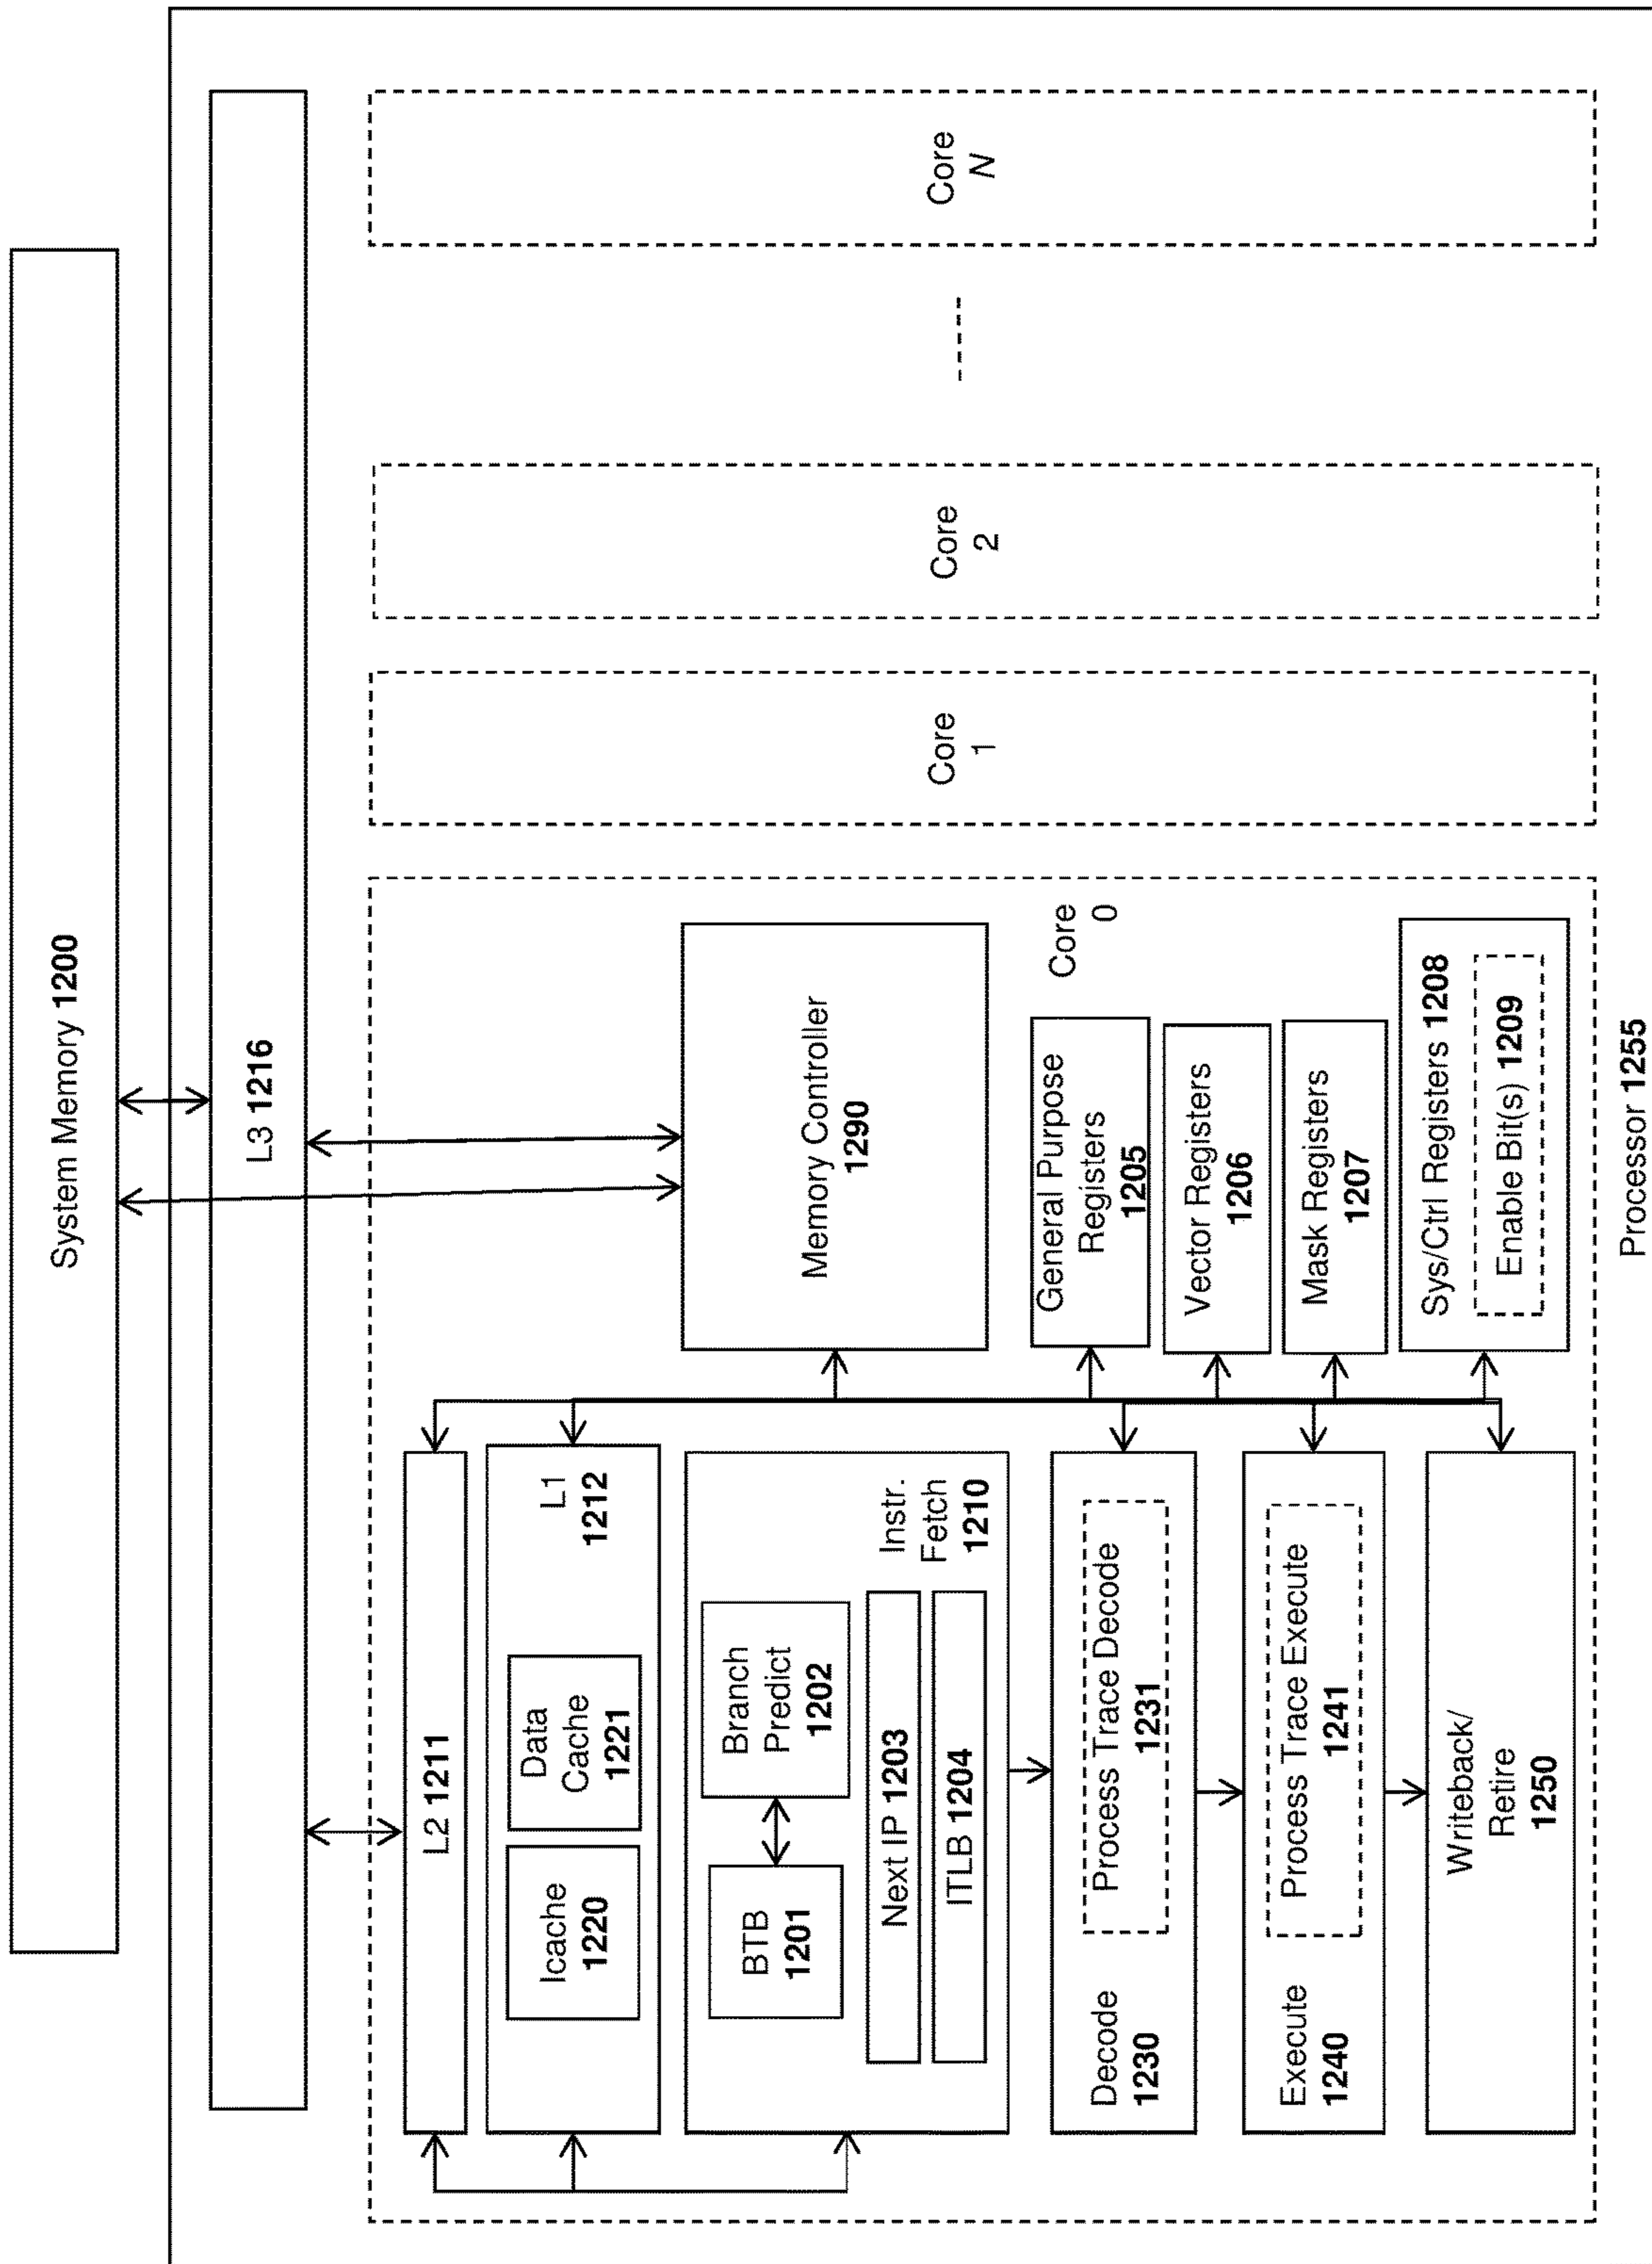 System Memory 1200
L3 1216
L2 1211
Icache
1220
Data
Cache
1221
L1
1212
BTB
1201
Branch
Predict
1202
Next IP 1203
ITLB 1204
Instr.
Fetch
1210
Decode
1230
Process Trace Decode
1231
Execute
1240
Process Trace Execute
1241
Writeback/
Retire
1250
Memory Controller
1290
General Purpose
Registers
1205
Vector Registers
1206
Mask Registers
1207
Sys/Ctrl Registers 1208
Enable Bit(s) 1209
Core
0
Core
1
Core
2
Core
N
Processor 1255